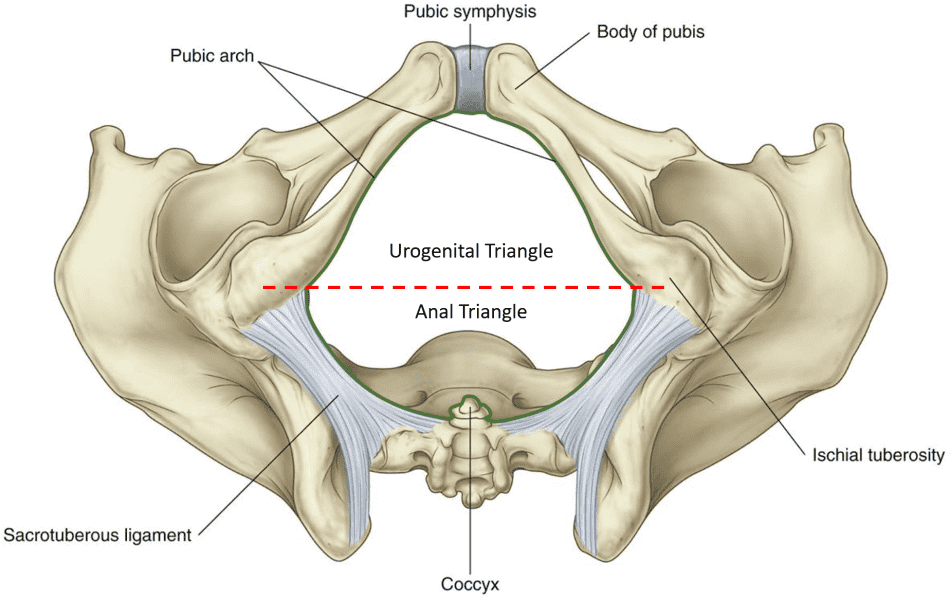 Pubic symphysis
Body of pubis
Pubic arch
Urogenital Triangle
Anal Triangle
Ischial tuberosity
Sacrotuberous ligament
Coccyx